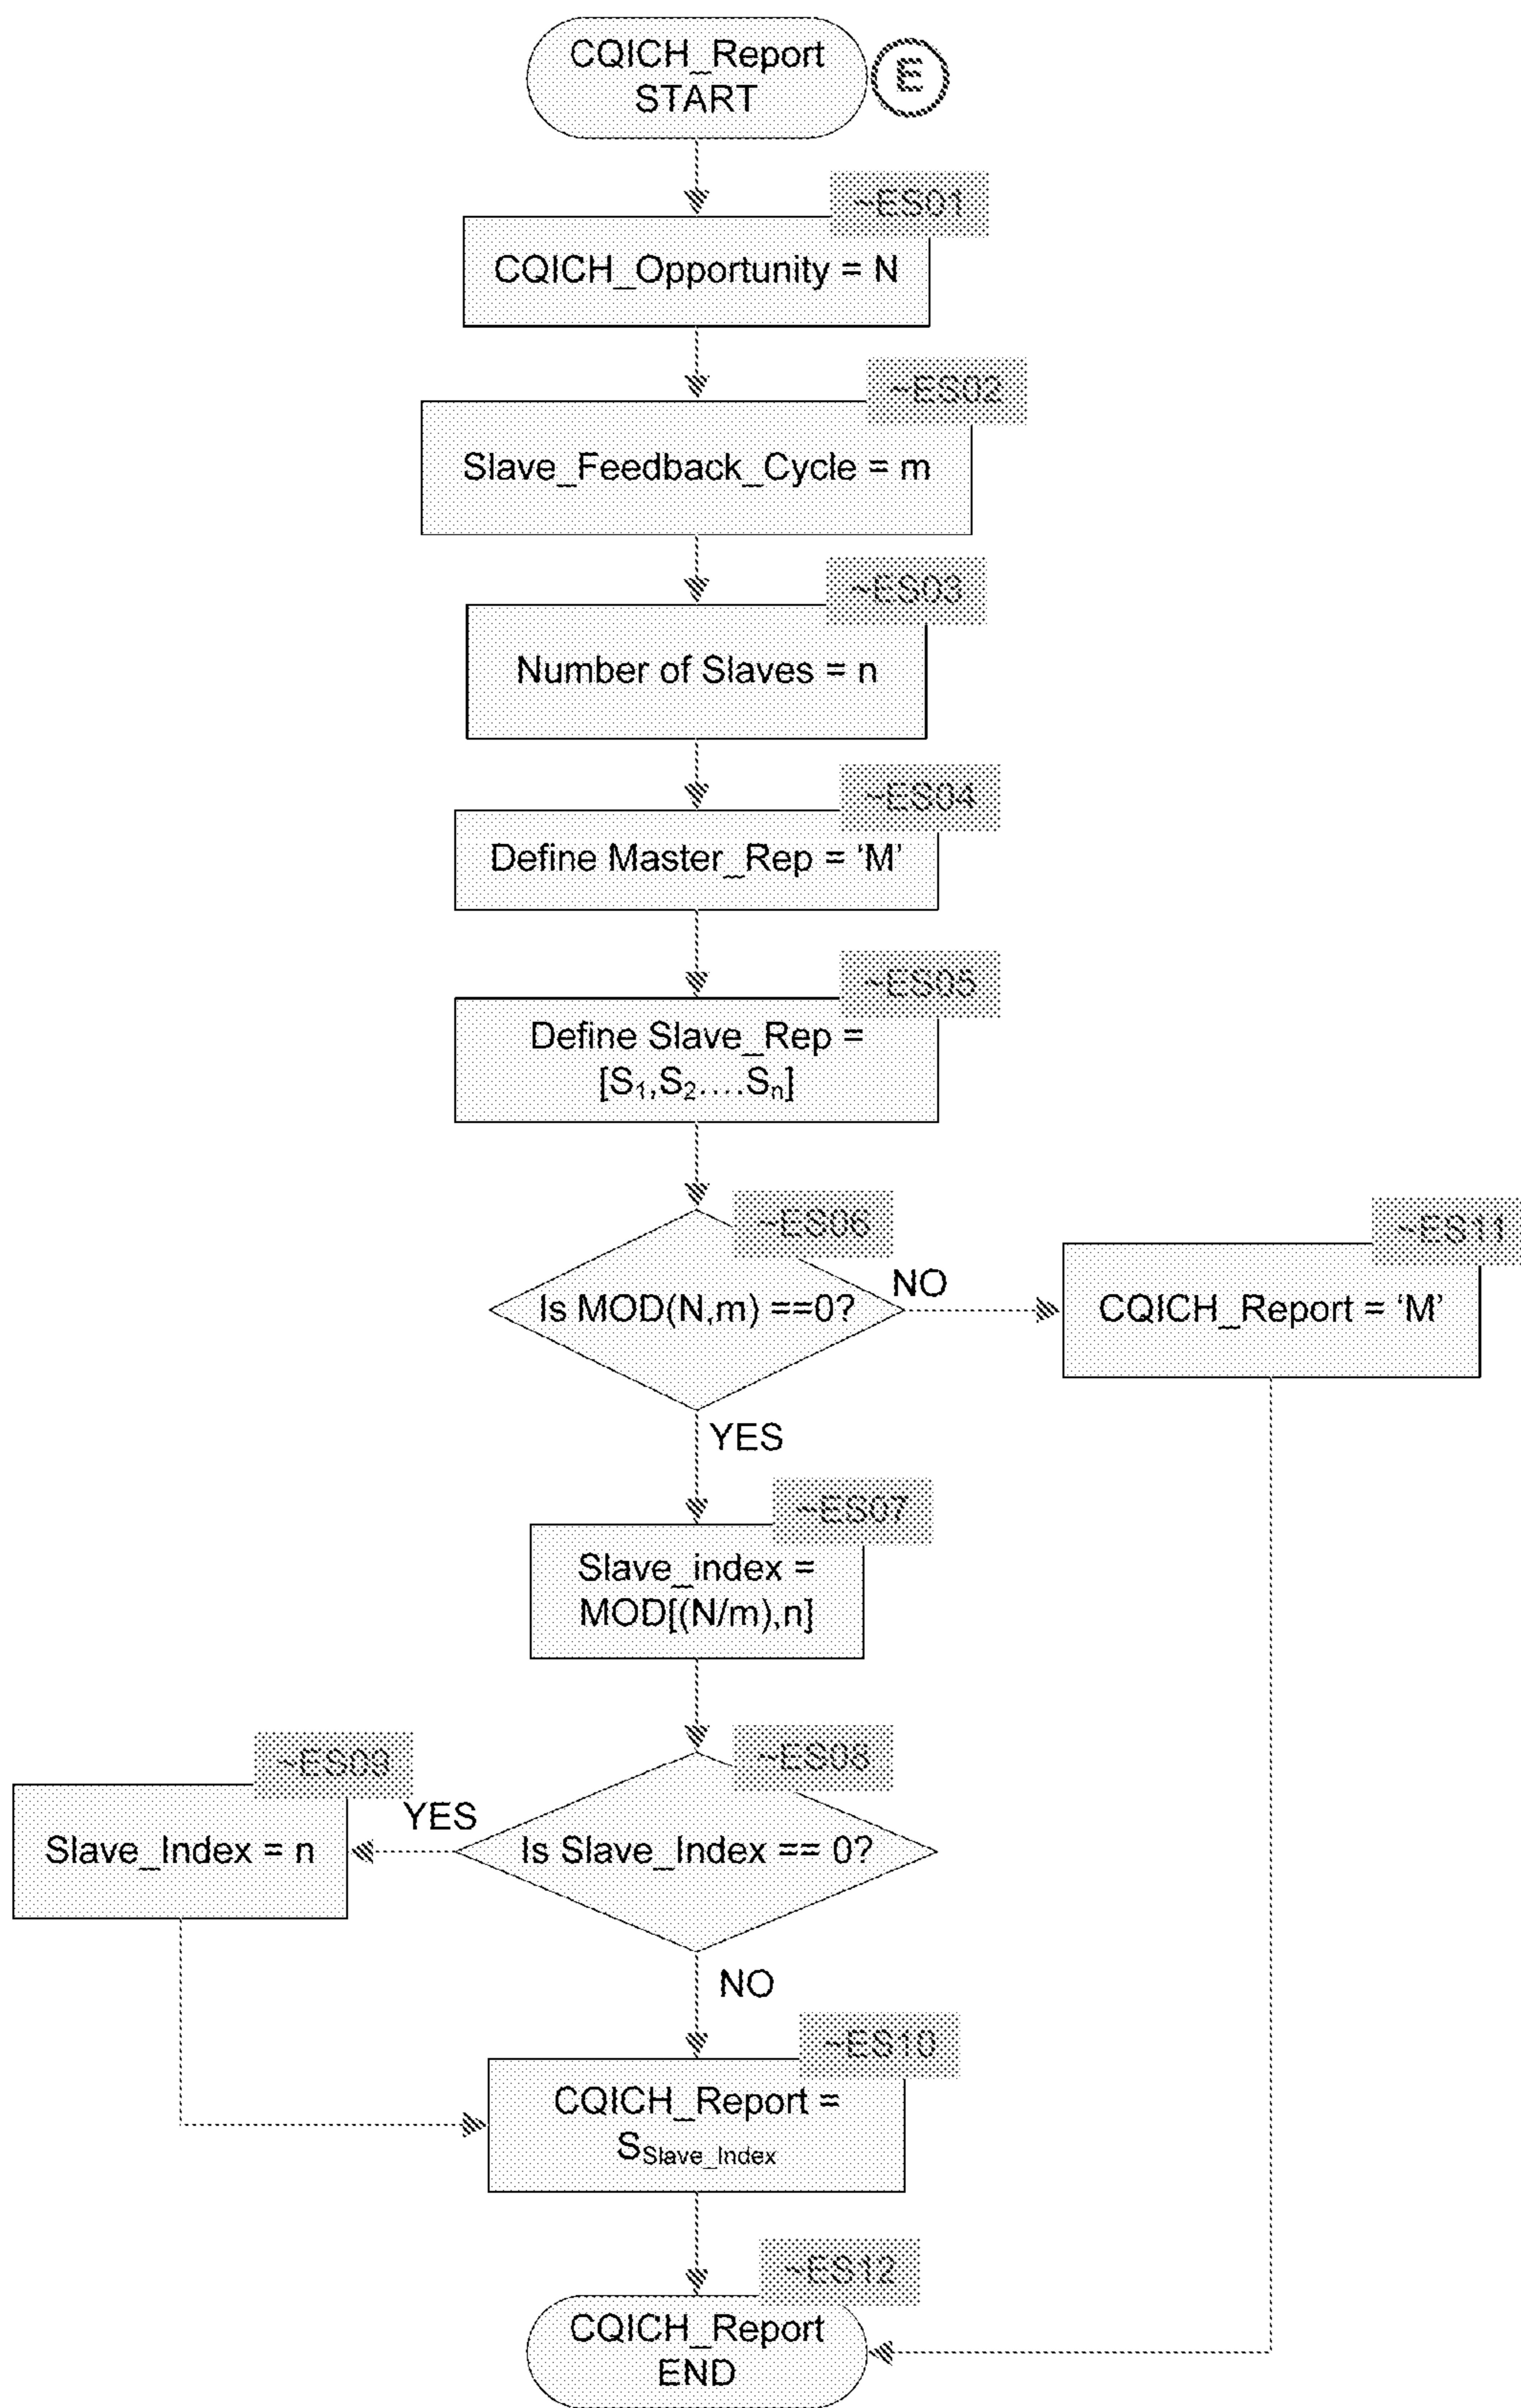 CQICH_Report
START
E
~ES01
CQICH_Opportunity = N
~ES02
Slave_Feedback_Cycle = m
~ES03
Number of Slaves = n
~ES04
Define Master_Rep = ‘M’
~ES05
Define Slave_Rep =
[S1,S2....Sn]
~ES06
Is MOD(N,m) ==0?
NO
~ES11
CQICH_Report = ‘M’
YES
~ES07
Slave_index =
MOD[(N/m),n]
~ES08
Is Slave_Index == 0?
YES
~ES09
Slave_Index = n
NO
~ES10
CQICH_Report =
SSlave_Index
~ES12
CQICH_Report
END